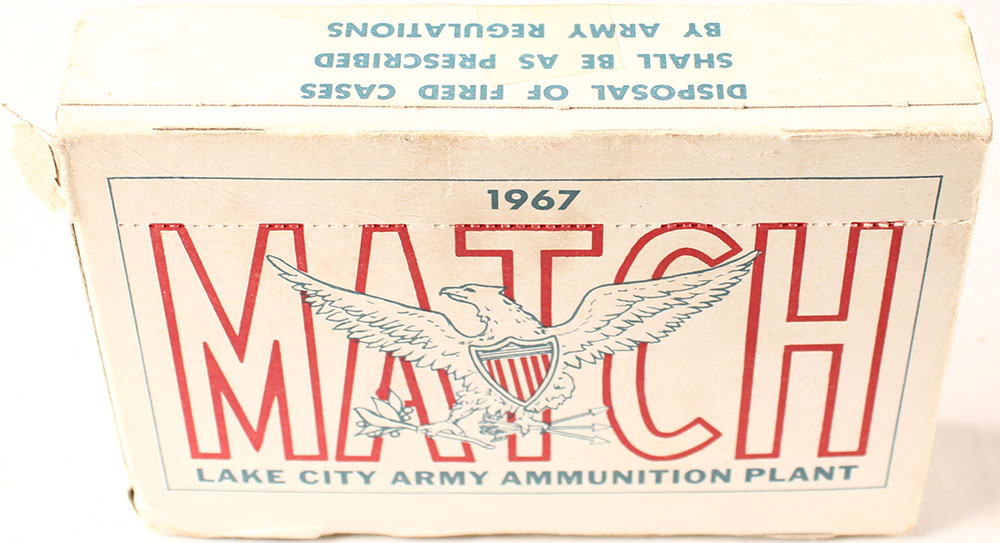 DISPOSAL OF FIRED CASES
SHALL BE AS PRESCRIBED
BY ARMY REGULATIONS
1967
MATCH
LAKE CITY ARMY AMMUNITION PLANT